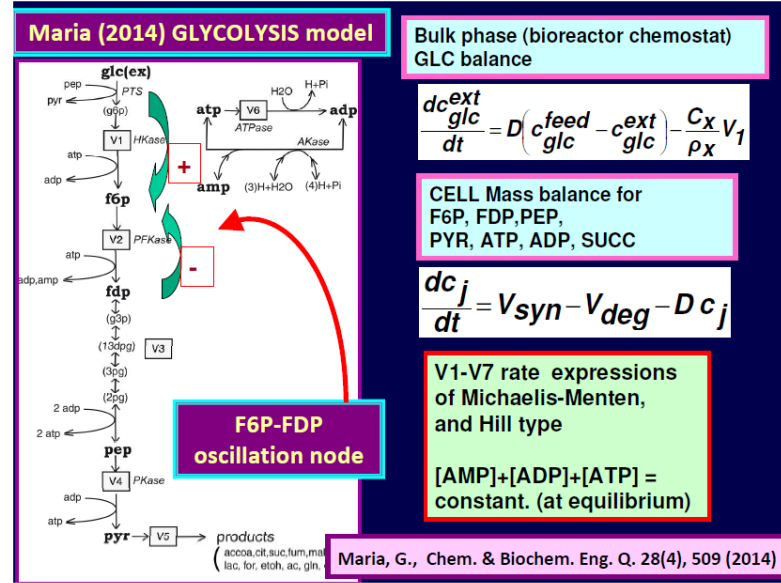 Maria (2014) GLYCOLYSIS model
glc(ex)
pep
pyr
PTS
(g6p)
V1
HKase
atp
adp
f6p
V2
PFKase
atp
adp,amp
fdp
(g3p)
(13dpg)
V3
(3pg)
(2pg)
2 adp
2 atp
pep
V4
PKase
adp
atp
pyr
V5
products
accoa,cit,suc,fum,mal
lac, for, etoh, ac, gln,
+
-
atp
V6
ATPase
H2O
H+Pi
adp
AKase
amp
(3)H+H2O
(4)H+Pi
F6P-FDP
oscillation node
Bulk phase (bioreactor chemostat)
GLC balance
dc_glc^ext/dt = D(c_glc^feed − c_glc^ext) − C_x/ρ_x V_1
CELL Mass balance for
F6P, FDP,PEP,
PYR, ATP, ADP, SUCC
dc_j/dt = V_syn − V_deg − D c_j
V1-V7 rate expressions
of Michaelis-Menten,
and Hill type
[AMP]+[ADP]+[ATP] =
constant. (at equilibrium)
Maria, G., Chem. & Biochem. Eng. Q. 28(4), 509 (2014)